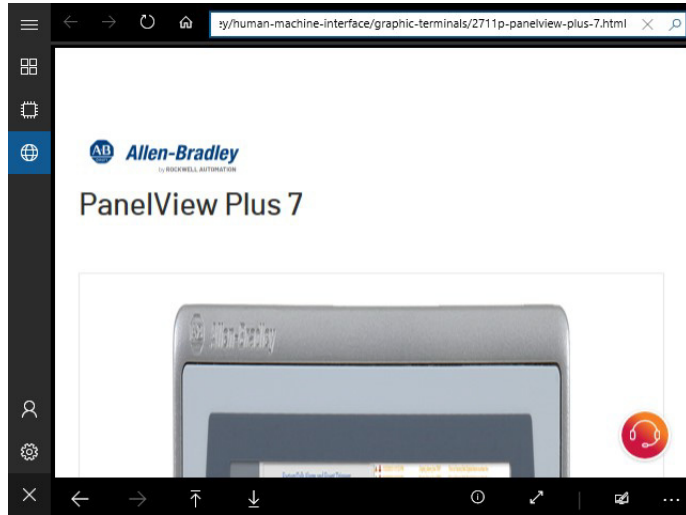 ey/human-machine-interface/graphic-terminals/2711p-panelview-plus-7.html
AB Allen-Bradley
by ROCKWELL AUTOMATION
PanelView Plus 7
Allen-Bradley